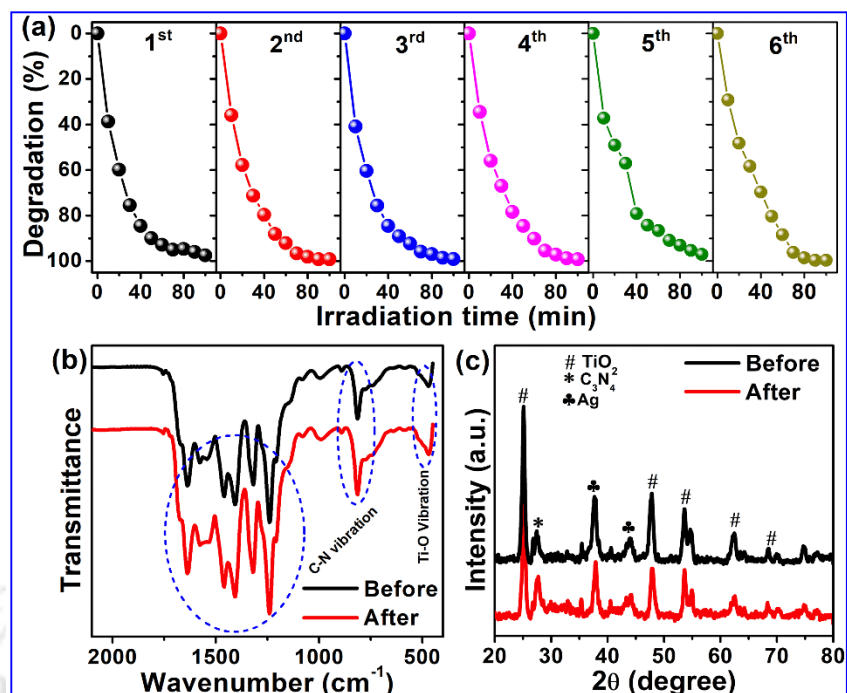 (a)
1st 2nd 3rd 4th 5th 6th
Degradation (%)
0
20
40
60
80
100
0 40 80 0 40 80 0 40 80 0 40 80 0 40 80 0 40 80
Irradiation time (min)
(b)
Transmittance
C-N vibration
Ti-O Vibration
Before
After
2000 1500 1000 500
Wavenumber (cm-1)
(c)
Intensity (a.u.)
# TiO2
* C3N4
♣Ag
Before
After
#
*
♣
♣
#
#
#
#
20 30 40 50 60 70 80
2θ (degree)